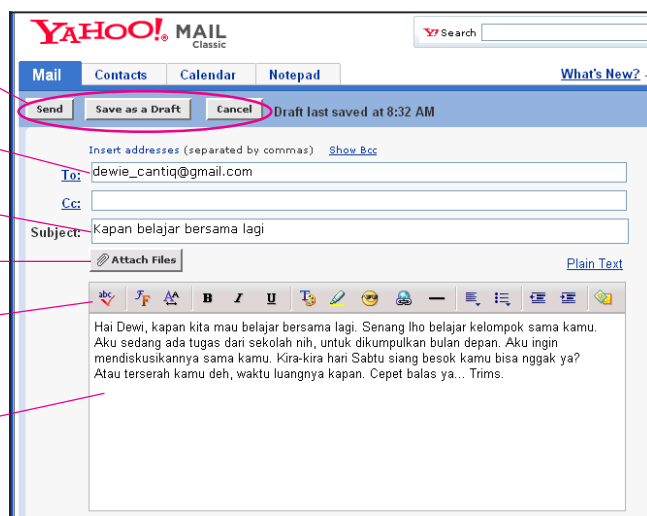 YAHOO! ® MAIL
Classic
Y! Search
Mail Contacts Calendar Notepad What's New?
Send Save as a Draft Cancel Draft last saved at 8:32 AM
Insert addresses (separated by commas) Show Bcc
To: dewie_cantiq@gmail.com
Cc:
Subject: Kapan belajar bersama lagi
Attach Files Plain Text
Hai Dewi, kapan kita mau belajar bersama lagi. Senang lho belajar kelompok sama kamu.
Aku sedang ada tugas dari sekolah nih, untuk dikumpulkan bulan depan. Aku ingin
mendiskusikannya sama kamu. Kira-kira hari Sabtu siang besok kamu bisa nggak ya?
Atau terserah kamu deh, waktu luangnya kapan. Cepet balas ya... Trims.